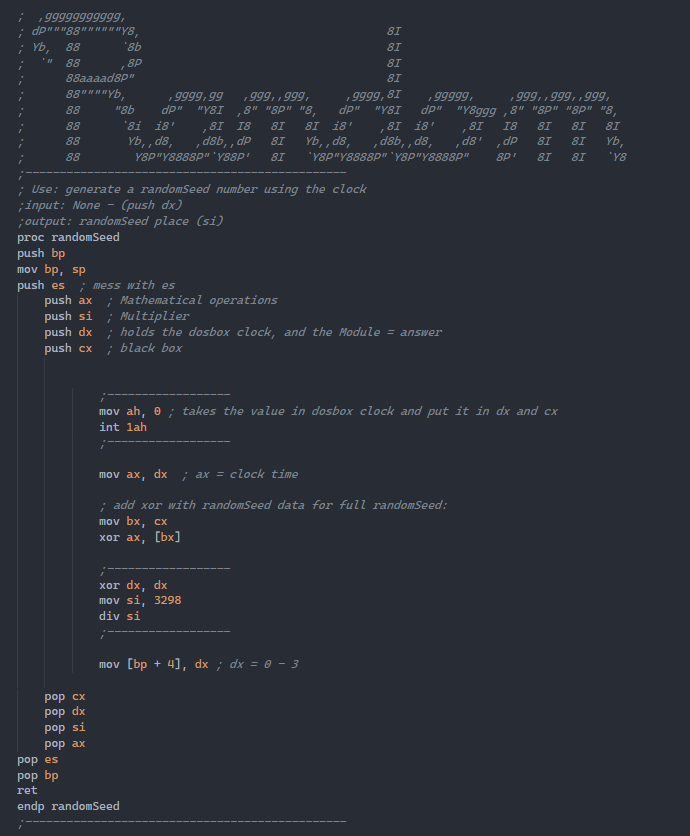 ;  ,ggggggggggg,
; dP"""88""""""Y8,                                    8I
; Yb,  88      `8b                                    8I
;  `"  88      ,8P                                    8I
;      88aaaad8P"                                     8I
;      88""""Yb,      ,gggg,gg   ,ggg,,ggg,     ,gggg,8I    ,ggggg,     ,ggg,,ggg,,ggg,
;      88     "8b    dP"  "Y8I  ,8" "8P" "8,   dP"  "Y8I   dP"  "Y8ggg ,8" "8P" "8P" "8,
;      88      `8i  i8'    ,8I  I8   8I   8I  i8'    ,8I  i8'    ,8I   I8   8I   8I   8I
;      88       Yb,,d8,   ,d8b,,dP   8I   Yb,,d8,   ,d8b,,d8,   ,d8'  ,dP   8I   8I   Yb,
;      88        Y8P"Y8888P"`Y88P'   8I   `Y8P"Y8888P"`Y8P"Y8888P"    8P'   8I   8I   `Y8
;-----------------------------------------------
; Use: generate a randomSeed number using the clock
;input: None - (push dx)
;output: randomSeed place (si)
proc randomSeed
push bp
mov bp, sp
push es  ; mess with es
    push ax  ; Mathematical operations
    push si  ; Multiplier
    push dx  ; holds the dosbox clock, and the Module = answer
    push cx  ; black box
            ;------------------
            mov ah, 0 ; takes the value in dosbox clock and put it in dx and cx
            int 1ah
            ;------------------
            mov ax, dx  ; ax = clock time
            ; add xor with randomSeed data for full randomSeed:
            mov bx, cx
            xor ax, [bx]
            ;------------------
            xor dx, dx
            mov si, 3298
            div si
            ;------------------
            mov [bp + 4], dx ; dx = 0 - 3
    pop cx
    pop dx
    pop si
    pop ax
pop es
pop bp
ret
endp randomSeed
;-----------------------------------------------